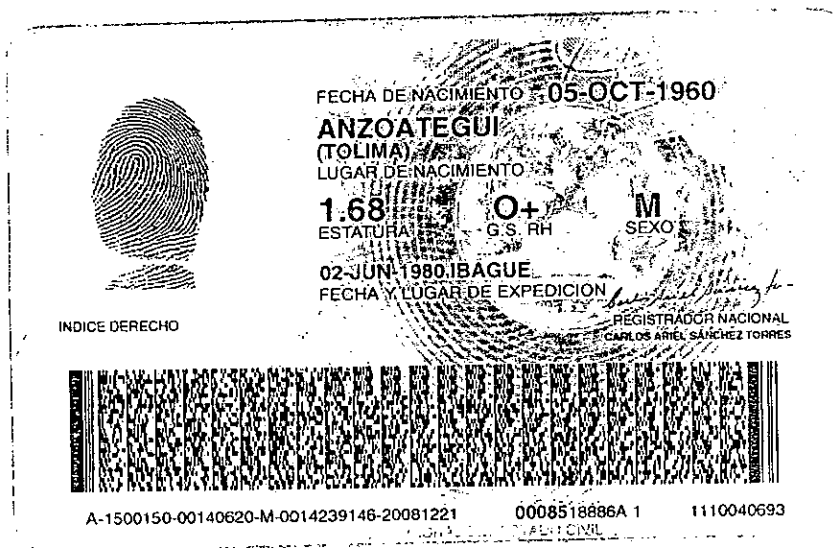 FECHA DE NACIMIENTO 05-OCT-1960
ANZOATEGUI
(TOLIMA)
LUGAR DE NACIMIENTO
1.68 O+ M
ESTATURA G.S. RH SEXO
02-JUN-1980 IBAGUE
FECHA Y LUGAR DE EXPEDICION
INDICE DERECHO
REGISTRADOR NACIONAL
CARLOS ARIEL SÁNCHEZ TORRES
A-1500150-00140620-M-0014239146-20081221 0008518886A 1 1110040693